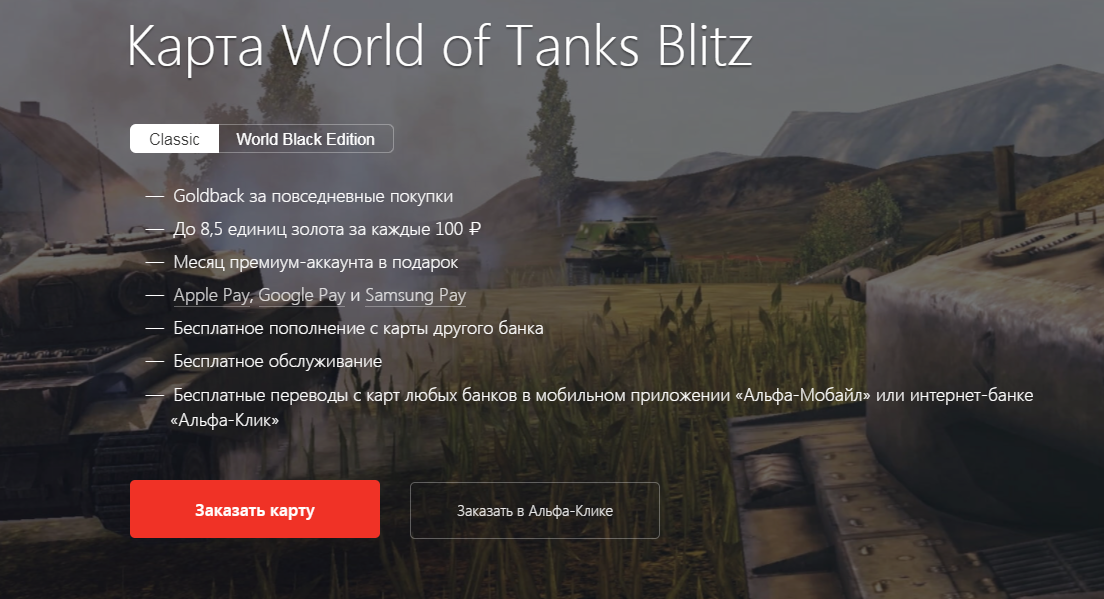 Карта World of Tanks Blitz
Classic World Black Edition
— Goldback за повседневные покупки
— До 8,5 единиц золота за каждые 100 ₽
— Месяц премиум-аккаунта в подарок
— Apple Pay, Google Pay и Samsung Pay
— Бесплатное пополнение с карты другого банка
— Бесплатное обслуживание
— Бесплатные переводы с карт любых банков в мобильном приложении «Альфа-Мобайл» или интернет-банке
«Альфа-Клик»
Заказать карту Заказать в Альфа-Клике